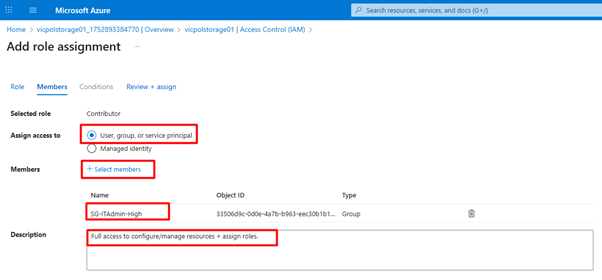 Microsoft Azure
Search resources, services, and docs (G+/)
Home > vicpolstorage01_1752893384770 | Overview > vicpolstorage01 | Access Control (IAM) >
Add role assignment ...
Role Members Conditions Review + assign
Selected role Contributor
Assign access to User, group, or service principal
Managed identity
Members + Select members
Name Object ID Type
SG-ITAdmin-High 33506d9c-0d0e-4a7b-b963-eec30b1b1... Group
Description Full access to configure/manage resources + assign roles.